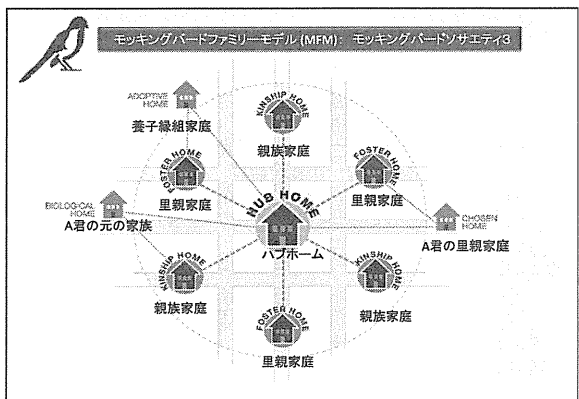 モッキングバードファミリーモデル (MFM): モッキングバードソサエティ3
ADOPTIVE
HOME
養子縁組家庭
KINSHIP HOME
親族家庭
FOSTER HOME
里親家庭
FOSTER HOME
里親家庭
HUB HOME
ハブホーム
BIOLOGICAL
HOME
A君の元の家族
CHOSEN
HOME
A君の里親家庭
KINSHIP HOME
親族家庭
KINSHIP HOME
親族家庭
FOSTER HOME
里親家庭